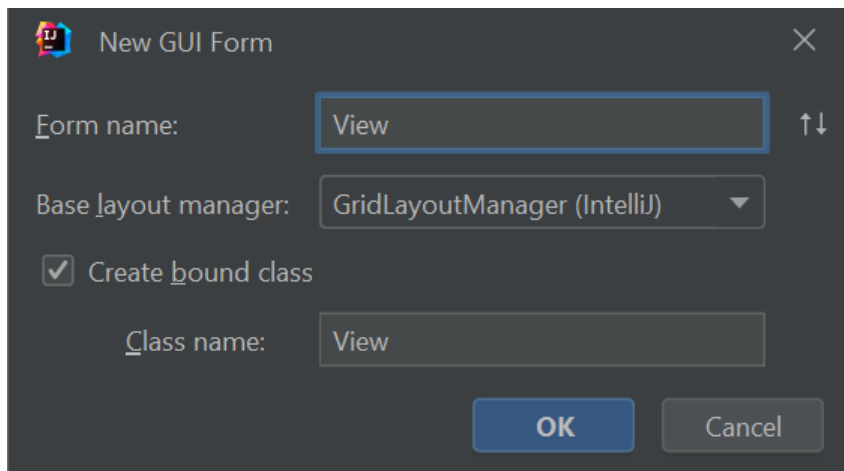 IJ
New GUI Form
Form name: View
Base layout manager: GridLayoutManager (IntelliJ)
Create bound class
Class name: View
OK Cancel